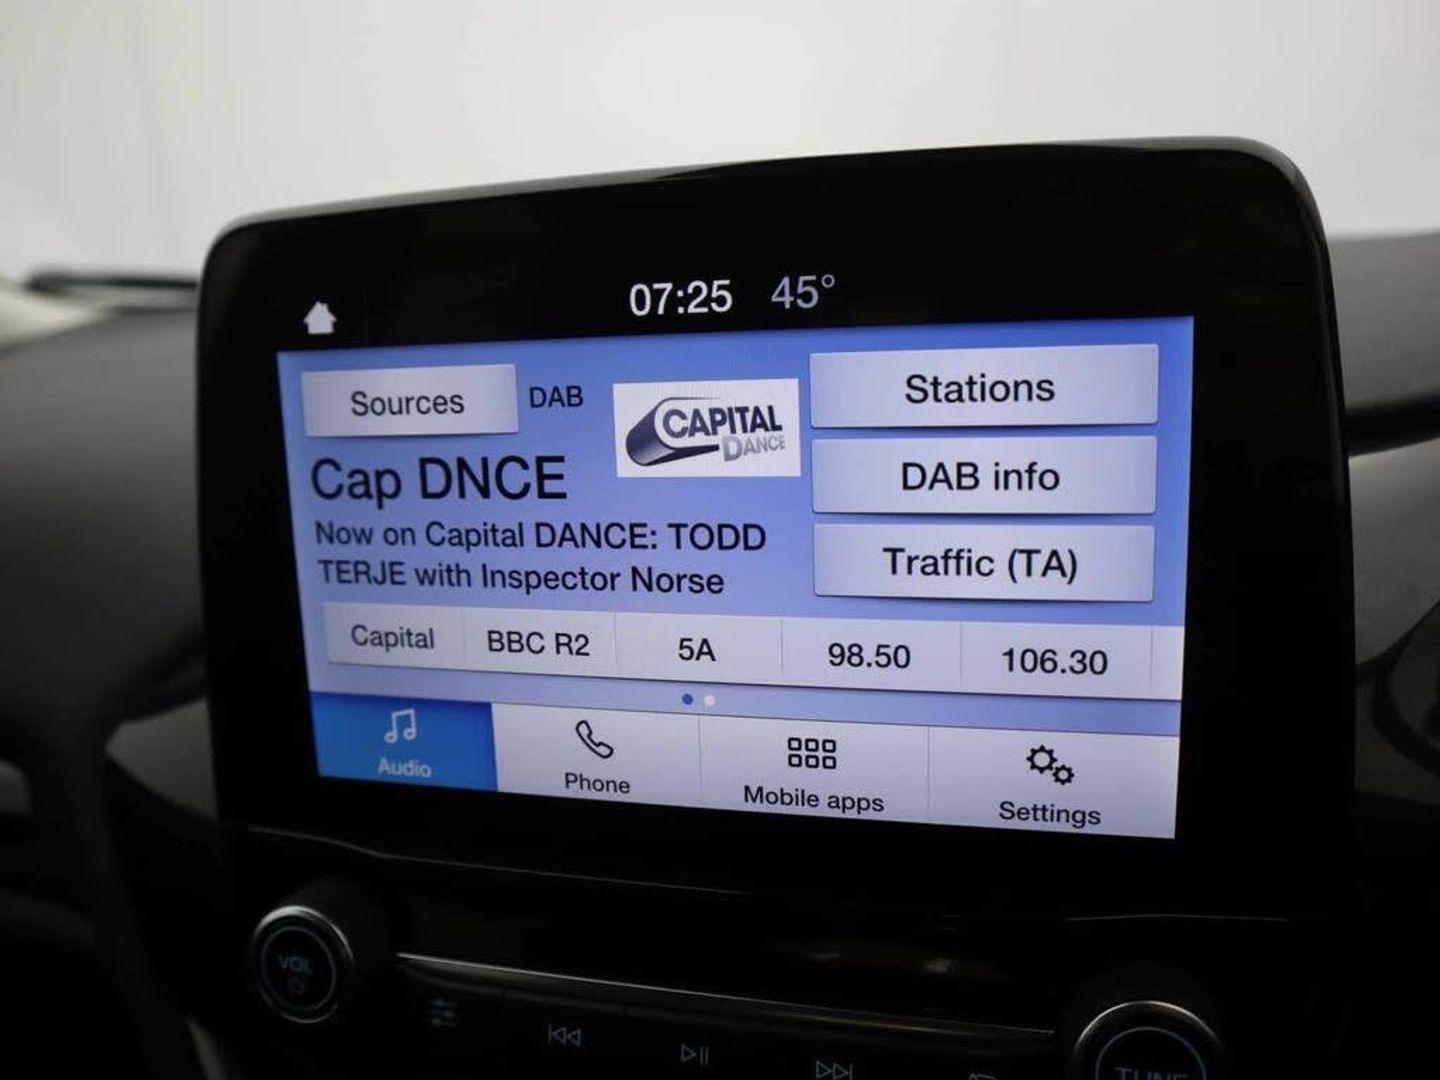 07:25 45°
Sources
DAB
CAPITAL
DANCE
Stations
Cap DNCE
DAB info
Now on Capital DANCE: TODD
TERJE with Inspector Norse
Traffic (TA)
Capital
BBC R2
5A
98.50
106.30
Audio
Phone
Mobile apps
Settings
VOL
TUNE